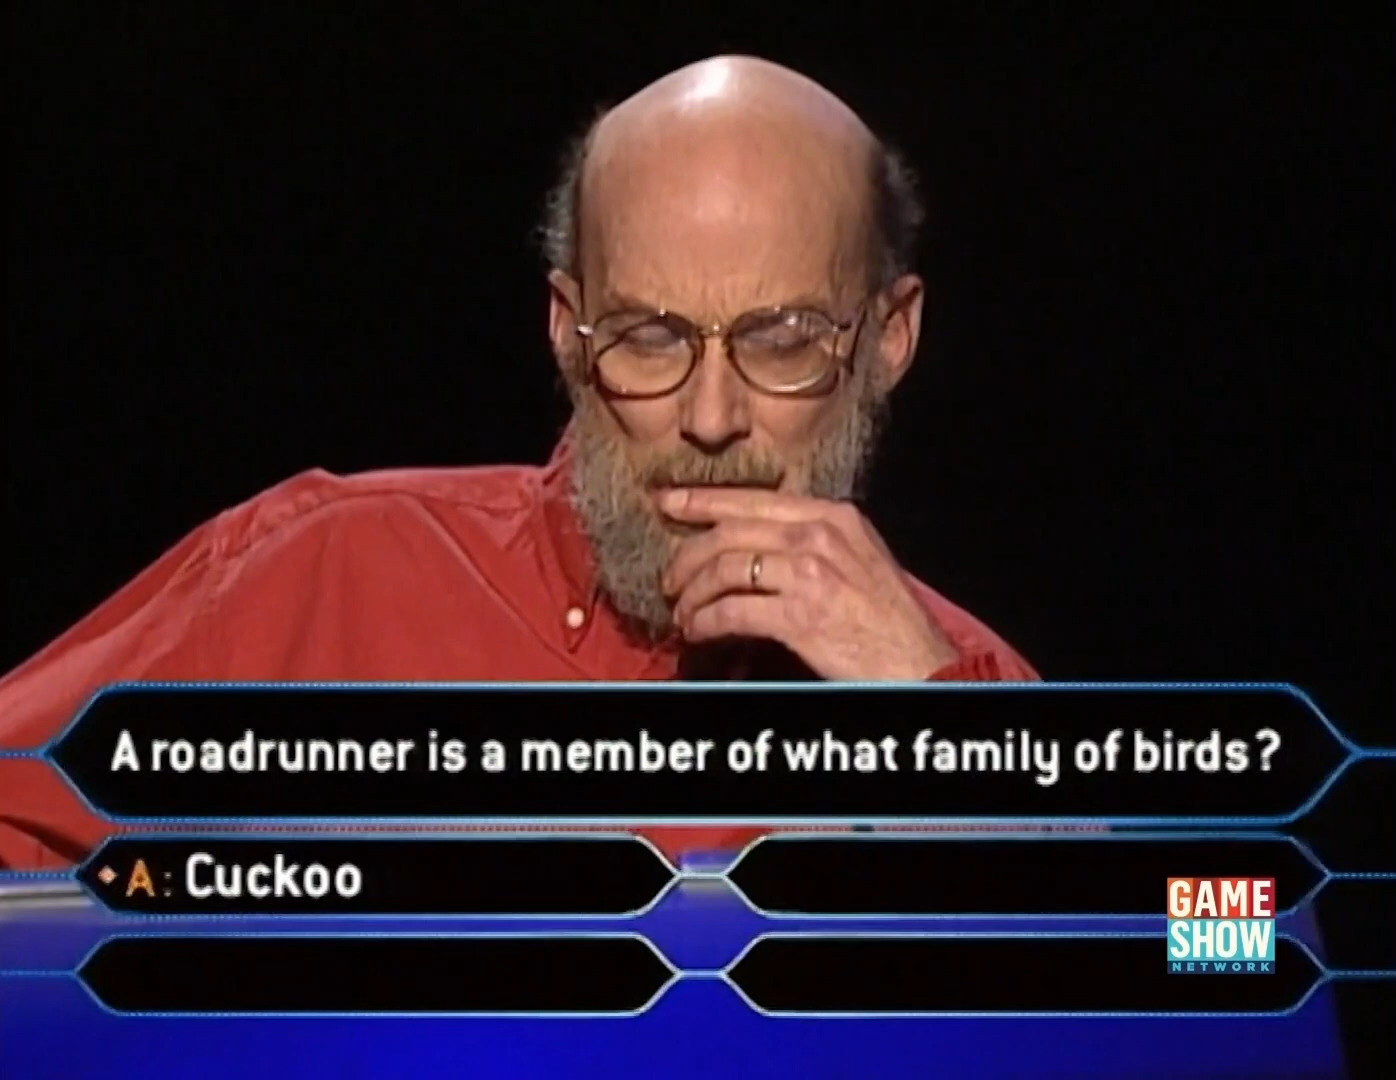 A roadrunner is a member of what family of birds?
A: Cuckoo
GAME
SHOW
NETWORK